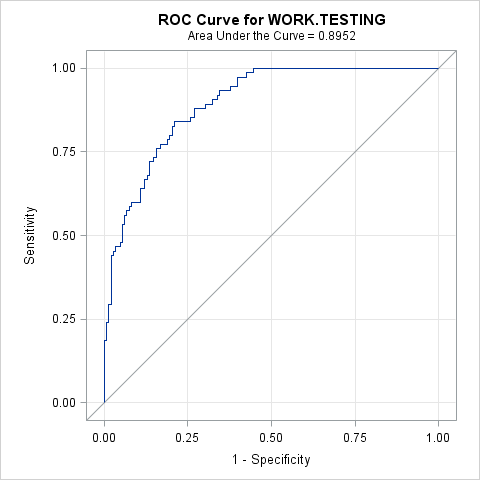 ROC Curve for WORK.TESTING
Area Under the Curve = 0.8952
1.00
0.75
0.50
0.25
0.00
Sensitivity
0.00 0.25 0.50 0.75 1.00
1 - Specificity